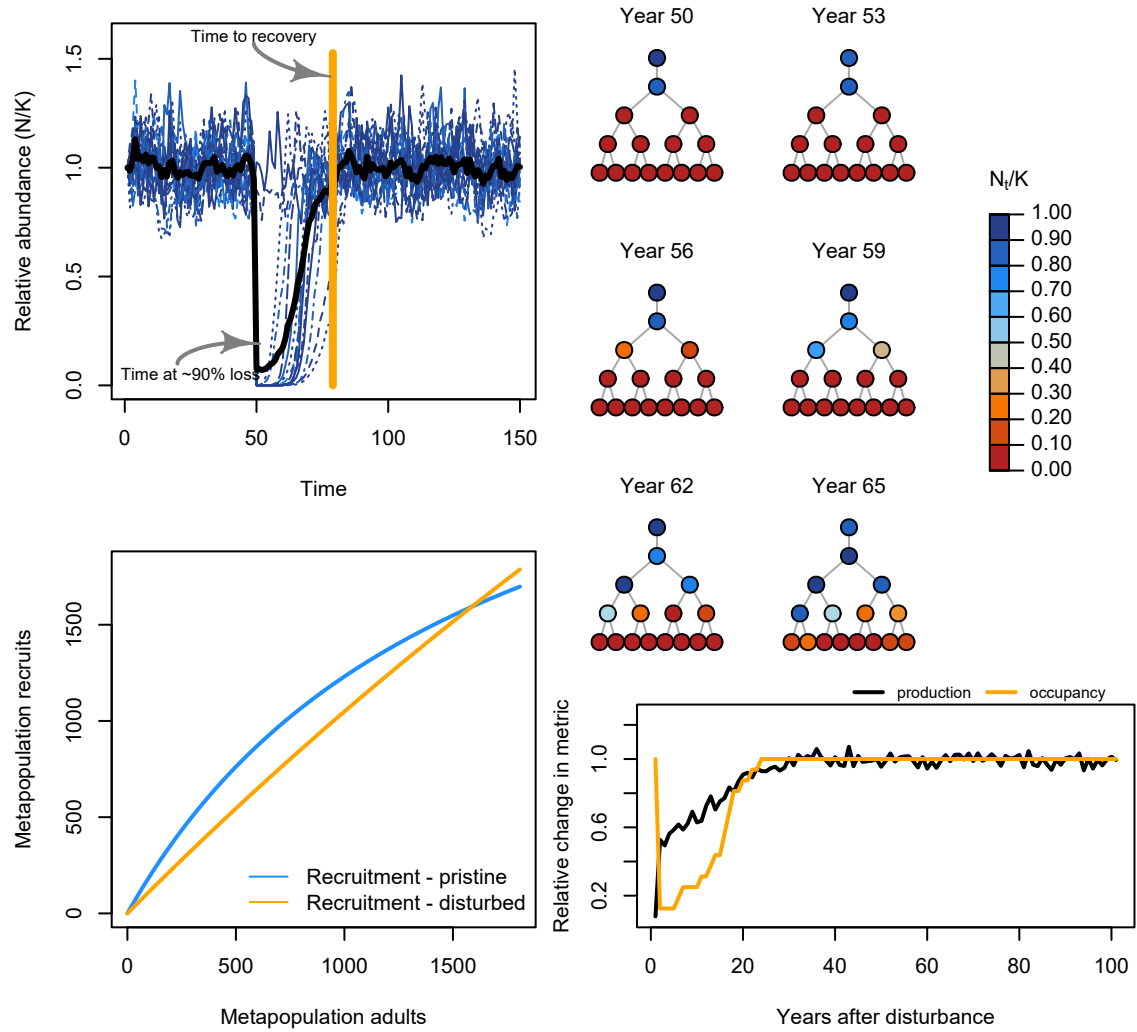 Time to recovery
Time at ~90% loss
Relative abundance (N/K)
0.0
0.5
1.0
1.5
0
50
100
150
Time
Year 50
Year 53
Year 56
Year 59
Year 62
Year 65
Nt/K
1.00
0.90
0.80
0.70
0.60
0.50
0.40
0.30
0.20
0.10
0.00
Metapopulation recruits
0
500
1000
1500
Recruitment - pristine
Recruitment - disturbed
0
500
1000
1500
Metapopulation adults
production
occupancy
Relative change in metric
0.2
0.6
1.0
0
20
40
60
80
100
Years after disturbance